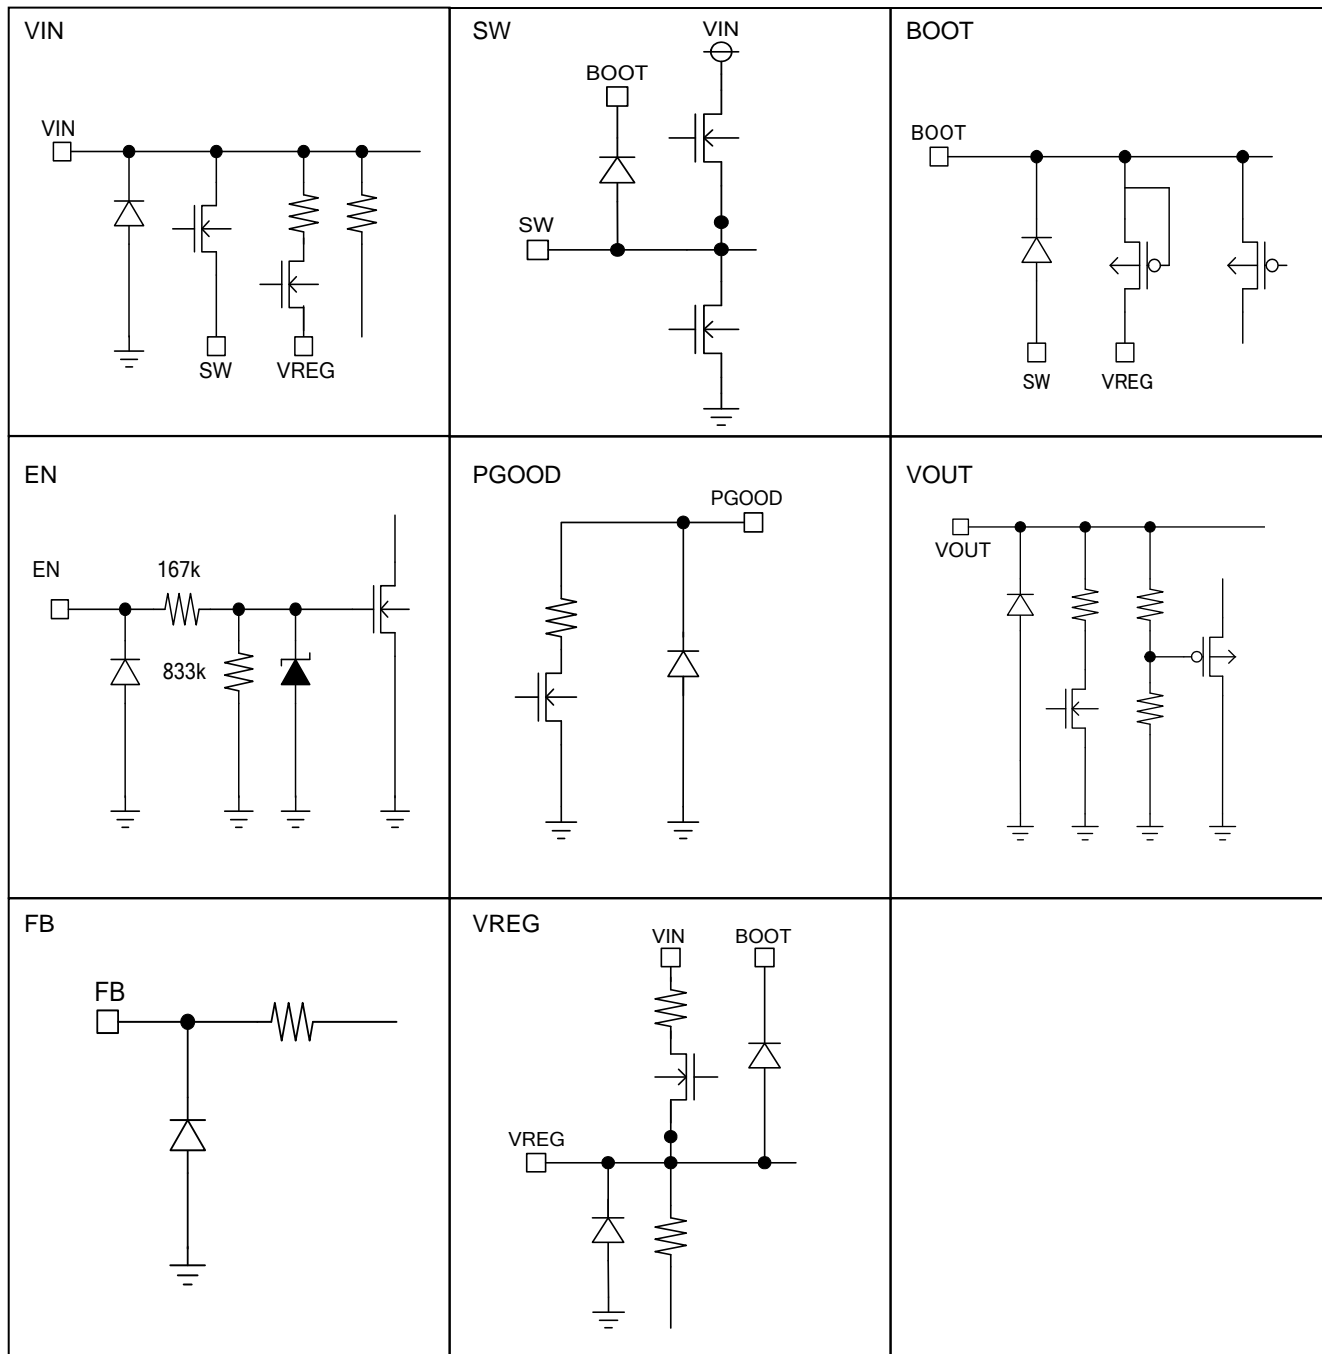 VIN
VIN
SW
VREG
SW
VIN
BOOT
SW
BOOT
BOOT
SW
VREG
EN
EN
167k
833k
PGOOD
PGOOD
VOUT
VOUT
FB
FB
VREG
VIN
BOOT
VREG